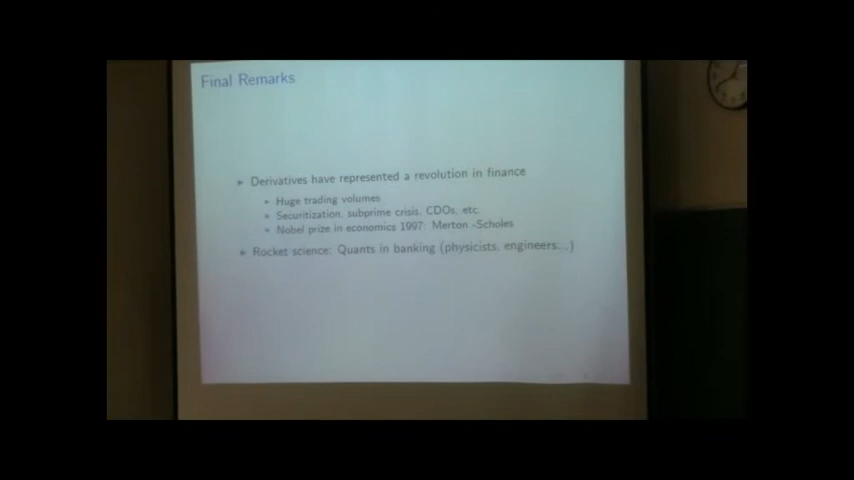 Final Remarks
Derivatives have represented a revolution in finance
Huge trading volumes
Securitization, subprime crisis, CDOs, etc.
Nobel prize in economics 1997: Merton -Scholes
Rocket science: Quants in banking (physicists, engineers...)